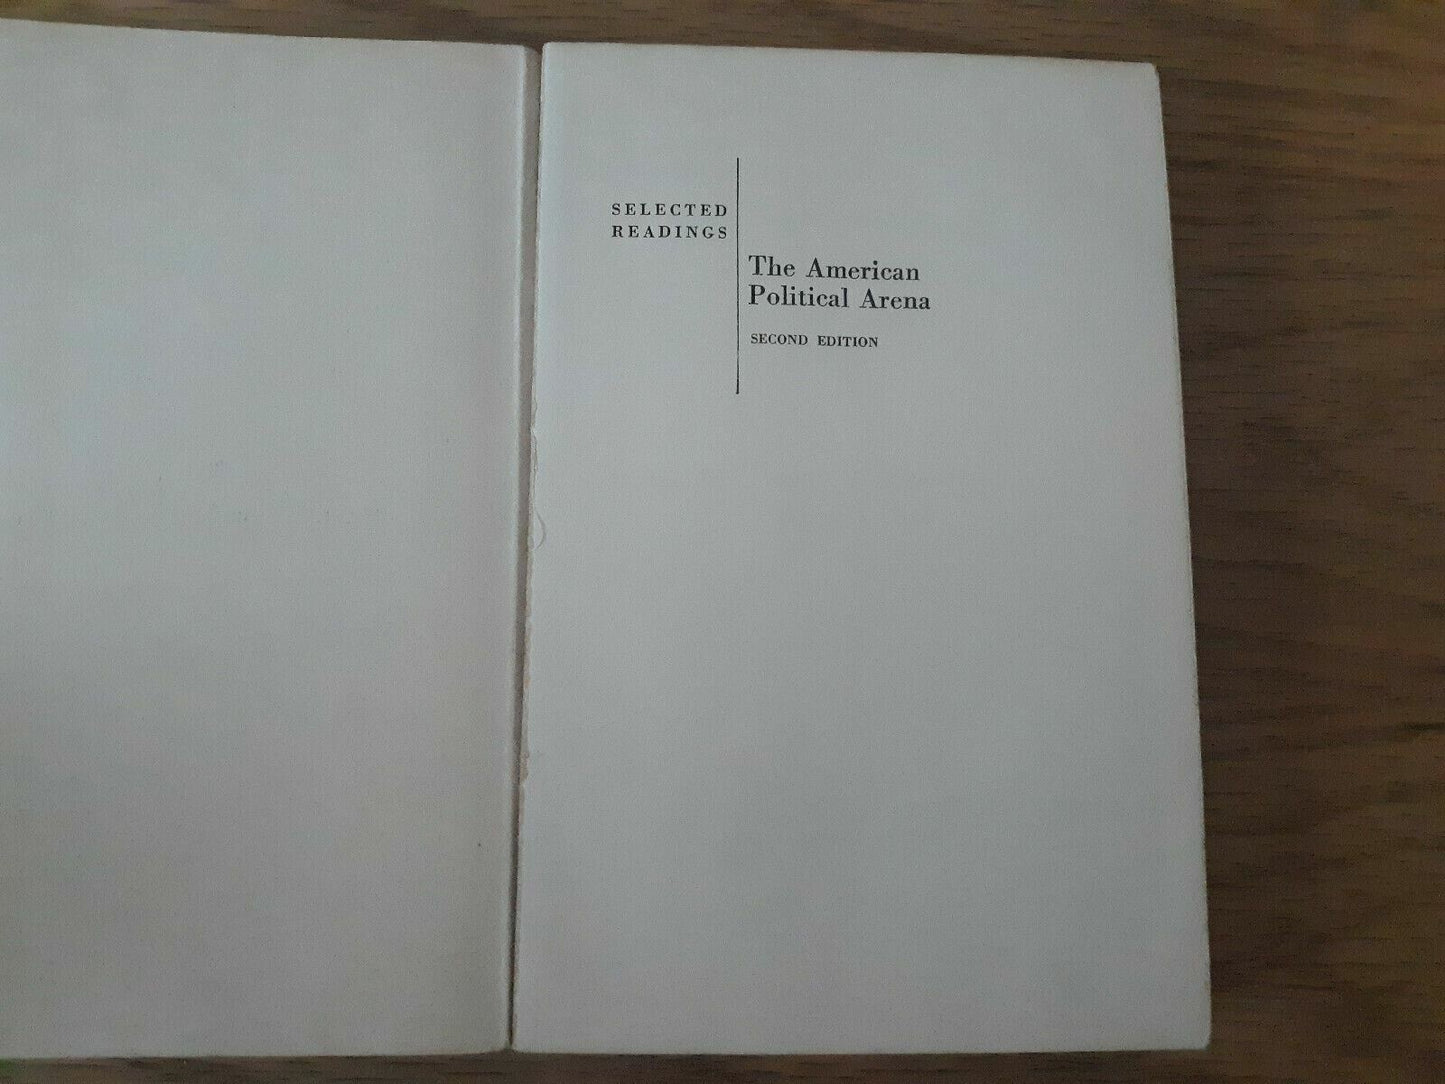 SELECTED
READINGS
The American
Political Arena
SECOND EDITION